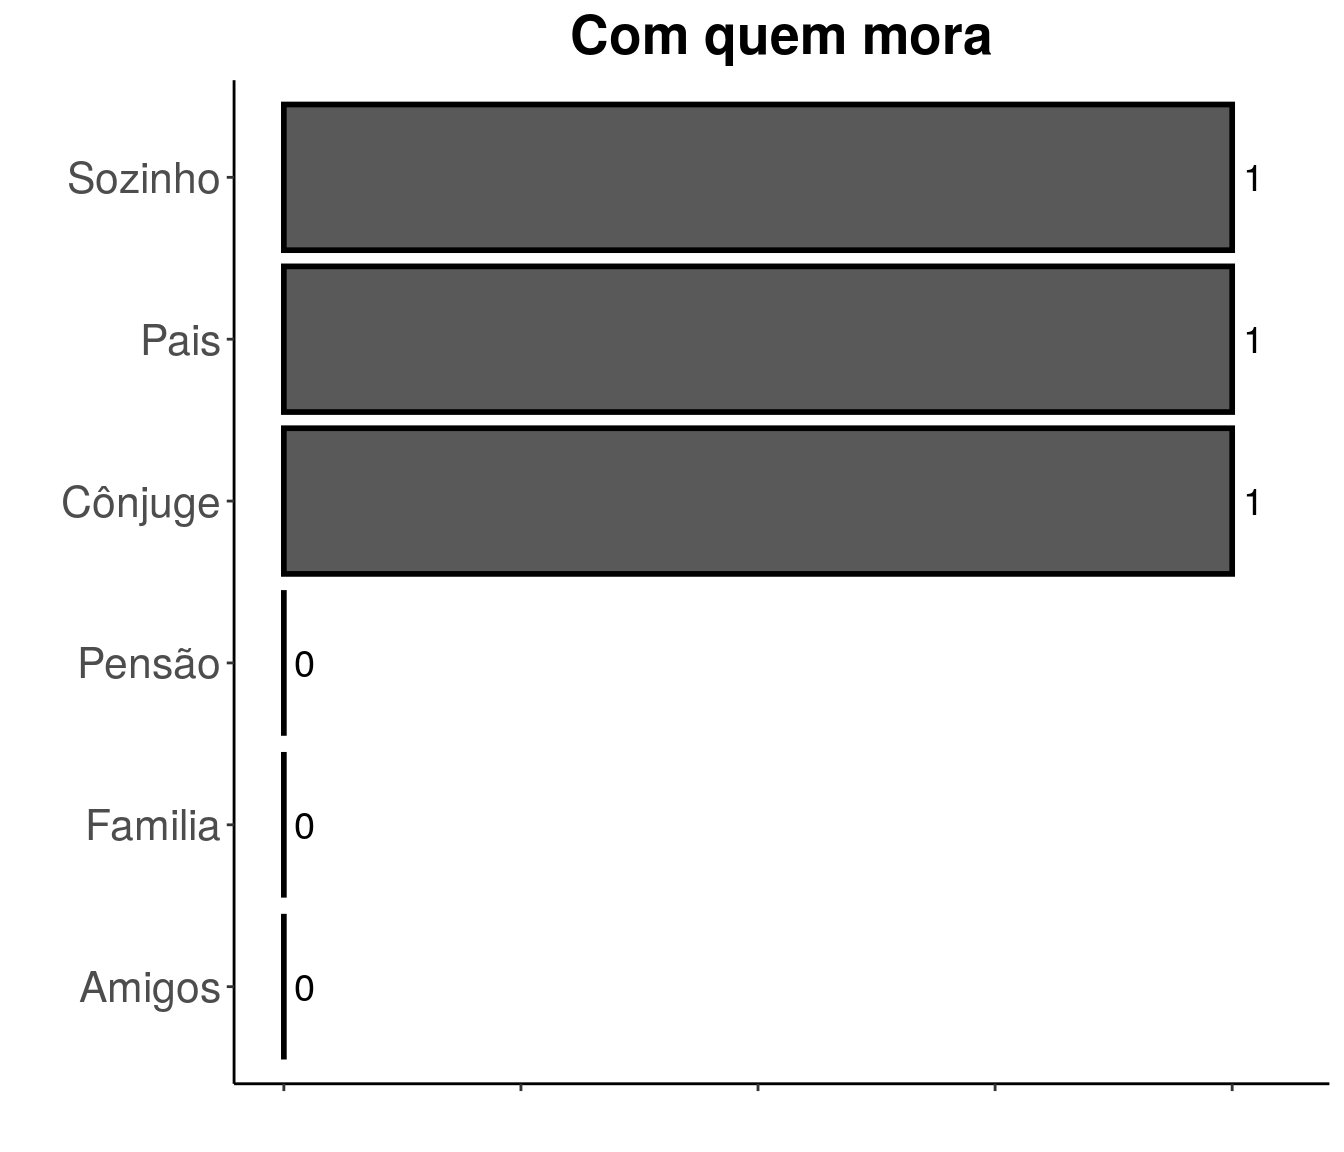 Com quem mora
Sozinho 1
Pais 1
Cônjuge 1
Pensão 0
Familia 0
Amigos 0